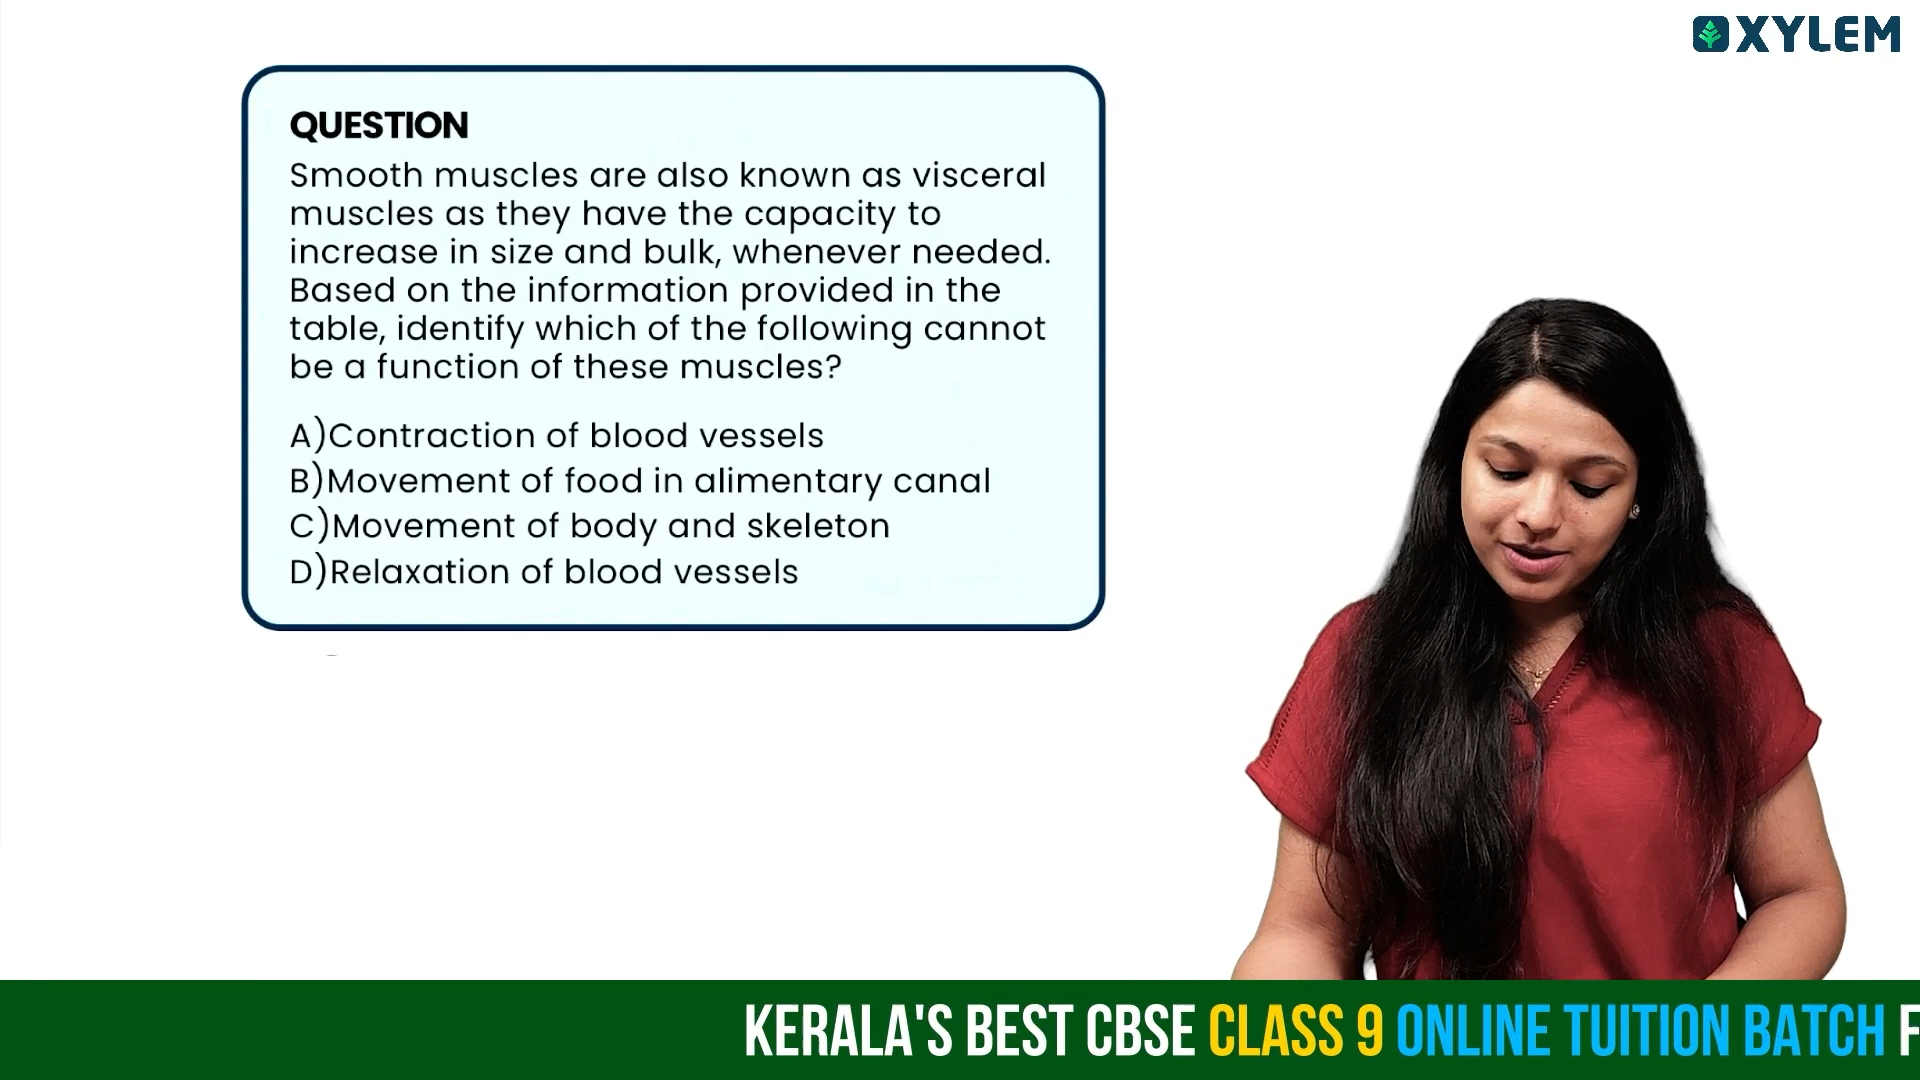 XYLEM
QUESTION
Smooth muscles are also known as visceral
muscles as they have the capacity to
increase in size and bulk, whenever needed.
Based on the information provided in the
table, identify which of the following cannot
be a function of these muscles?
A)Contraction of blood vessels
B)Movement of food in alimentary canal
C)Movement of body and skeleton
D)Relaxation of blood vessels
KERALA'S BEST CBSE CLASS 9 ONLINE TUITION BATCH F